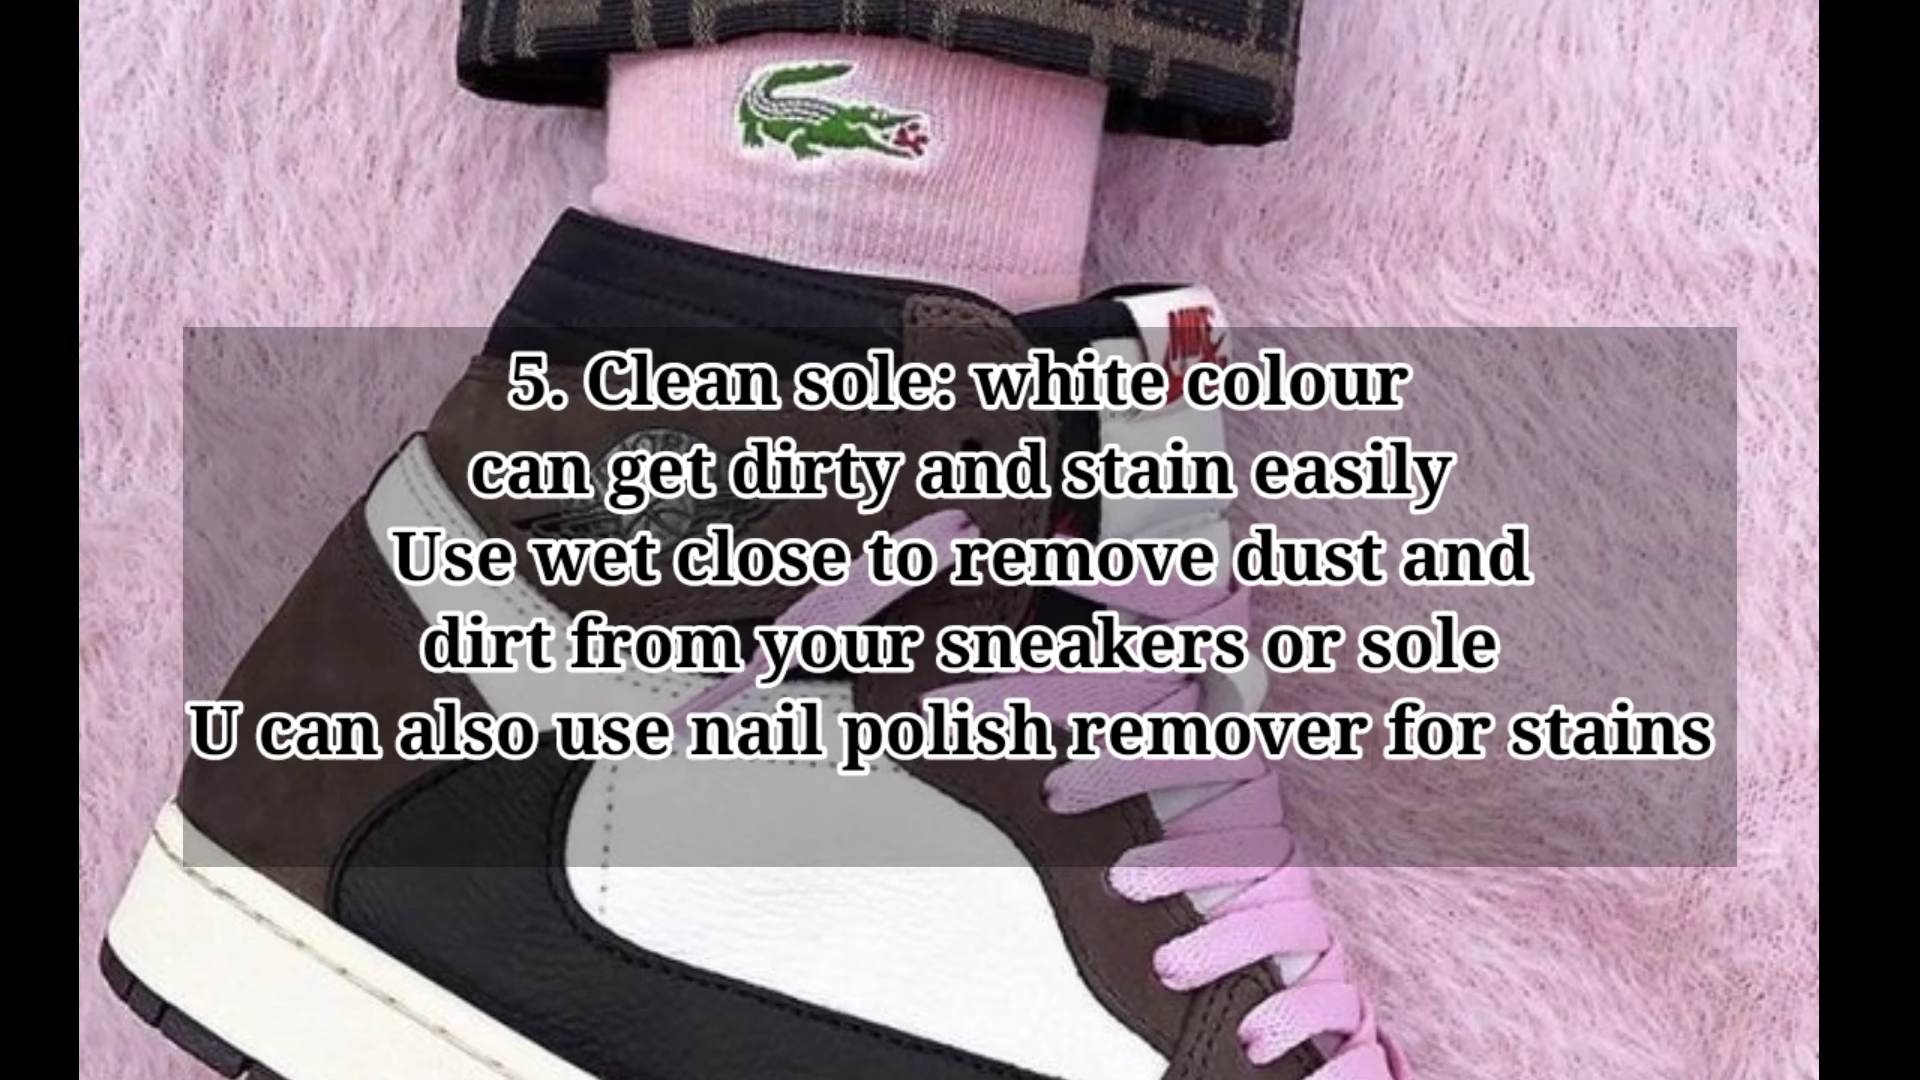 NIKE
5. Clean sole: white colour
can get dirty and stain easily
Use wet close to remove dust and
dirt from your sneakers or sole
U can also use nail polish remover for stains